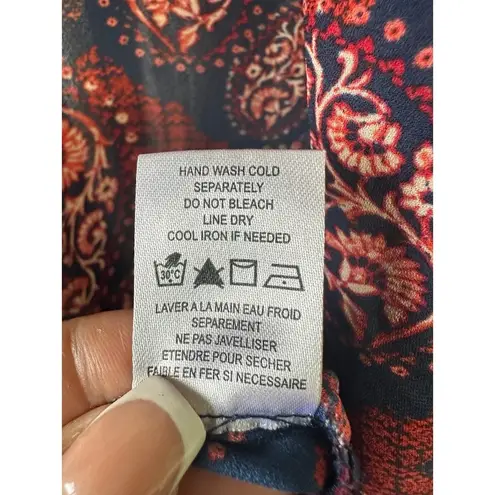 HAND WASH COLD
SEPARATELY
DO NOT BLEACH
LINE DRY
COOL IRON IF NEEDED
30°C
LAVER A LA MAIN EAU FROID
SEPAREMENT
NE PAS JAVELLISER
ETENDRE POUR SECHER
FAIBLE EN FER SI NECESSAIRE